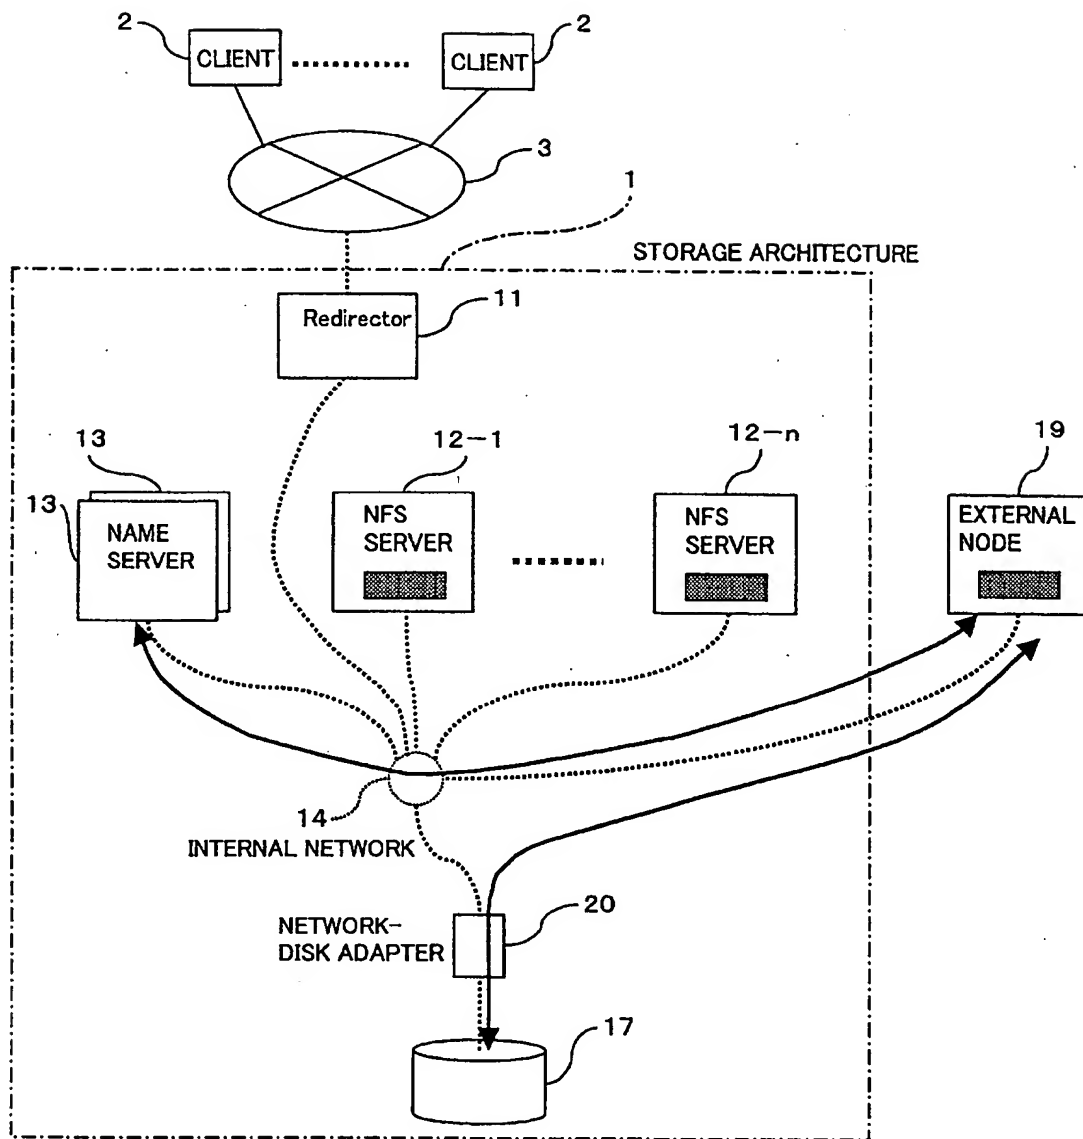 2
2
CLIENT
CLIENT
3
1
STORAGE ARCHITECTURE
Redirector
11
13
12-1
12-n
19
13
NAME
SERVER
NFS
SERVER
NFS
SERVER
EXTERNAL
NODE
14
INTERNAL NETWORK
NETWORK-
DISK ADAPTER
20
17